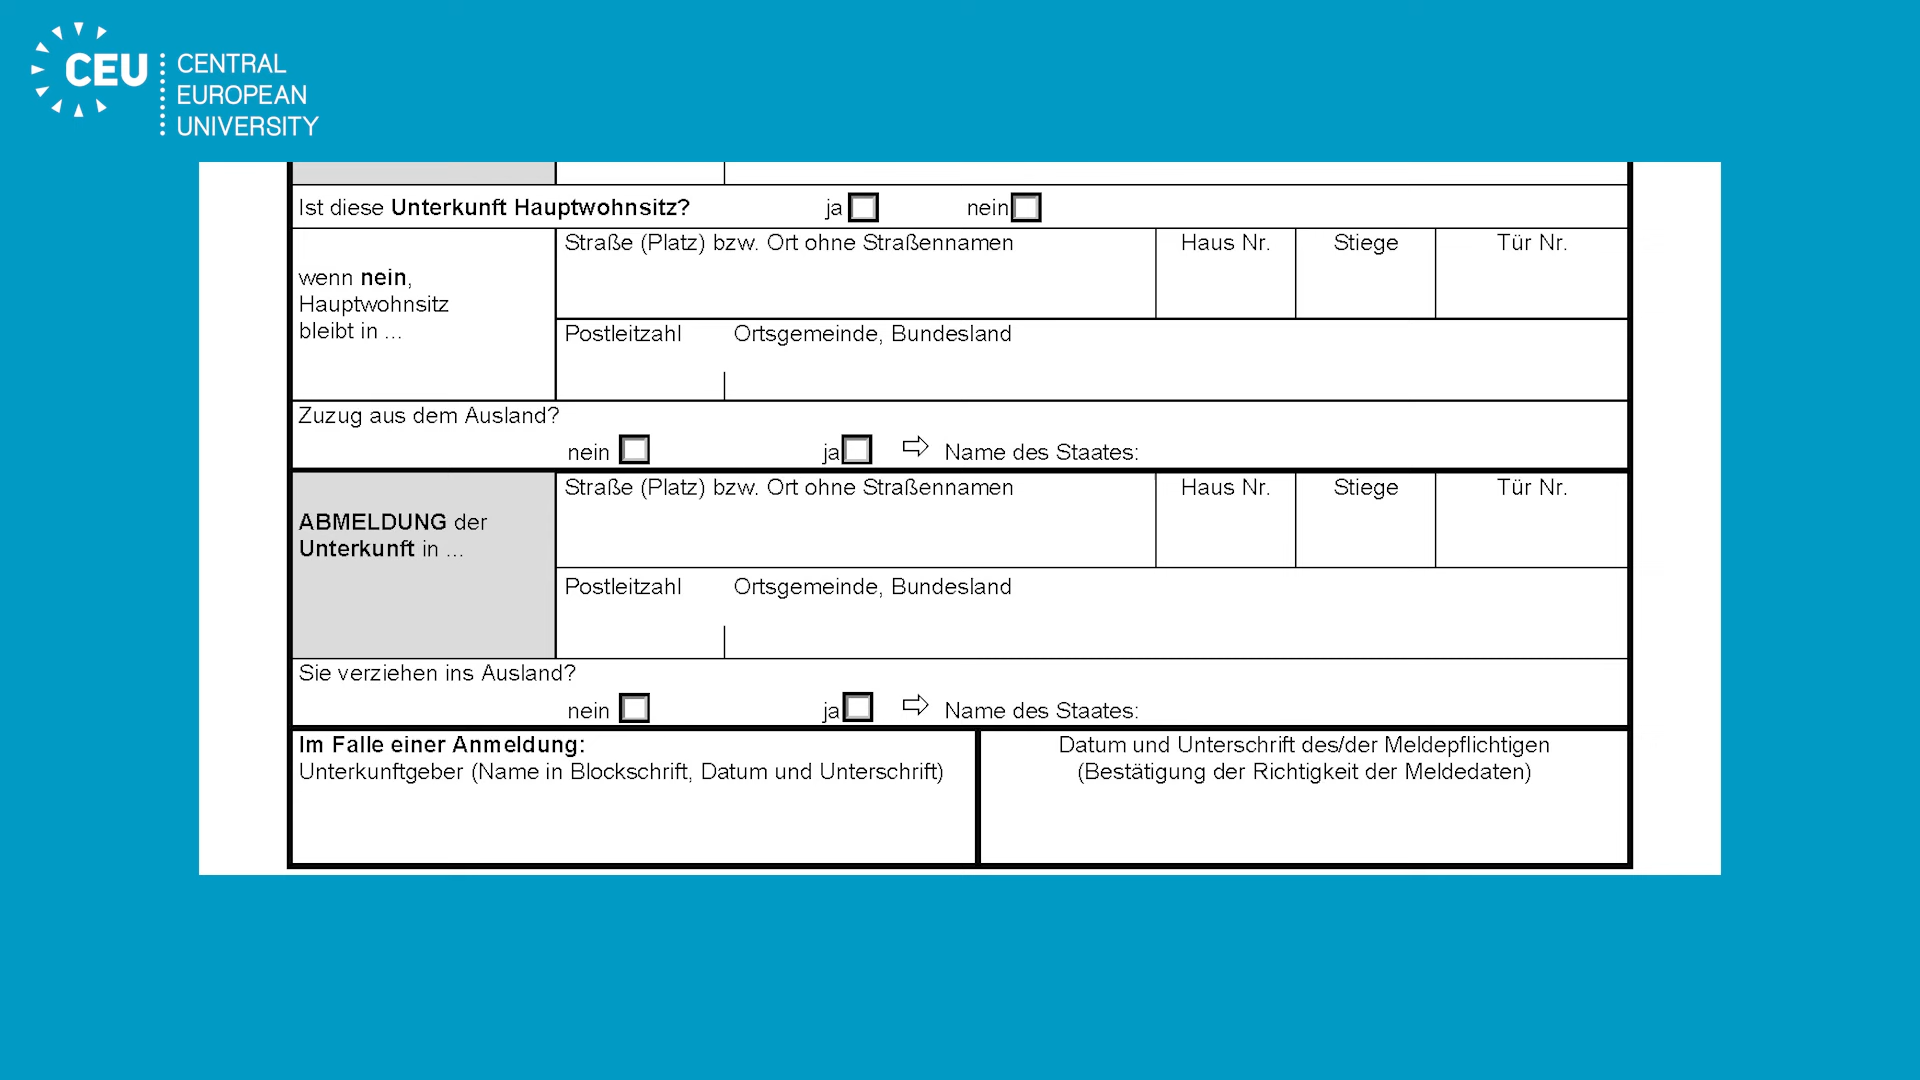 CEU
CENTRAL
EUROPEAN
UNIVERSITY
Ist diese Unterkunft Hauptwohnsitz? ja nein
wenn nein,
Hauptwohnsitz
bleibt in ...
Straße (Platz) bzw. Ort ohne Straßennamen Haus Nr. Stiege Tür Nr.
Postleitzahl Ortsgemeinde, Bundesland
Zuzug aus dem Ausland?
nein ja ⇨ Name des Staates:
ABMELDUNG der
Unterkunft in ...
Straße (Platz) bzw. Ort ohne Straßennamen Haus Nr. Stiege Tür Nr.
Postleitzahl Ortsgemeinde, Bundesland
Sie verziehen ins Ausland?
nein ja ⇨ Name des Staates:
Im Falle einer Anmeldung:
Unterkunftgeber (Name in Blockschrift, Datum und Unterschrift)
Datum und Unterschrift des/der Meldepflichtigen
(Bestätigung der Richtigkeit der Meldedaten)